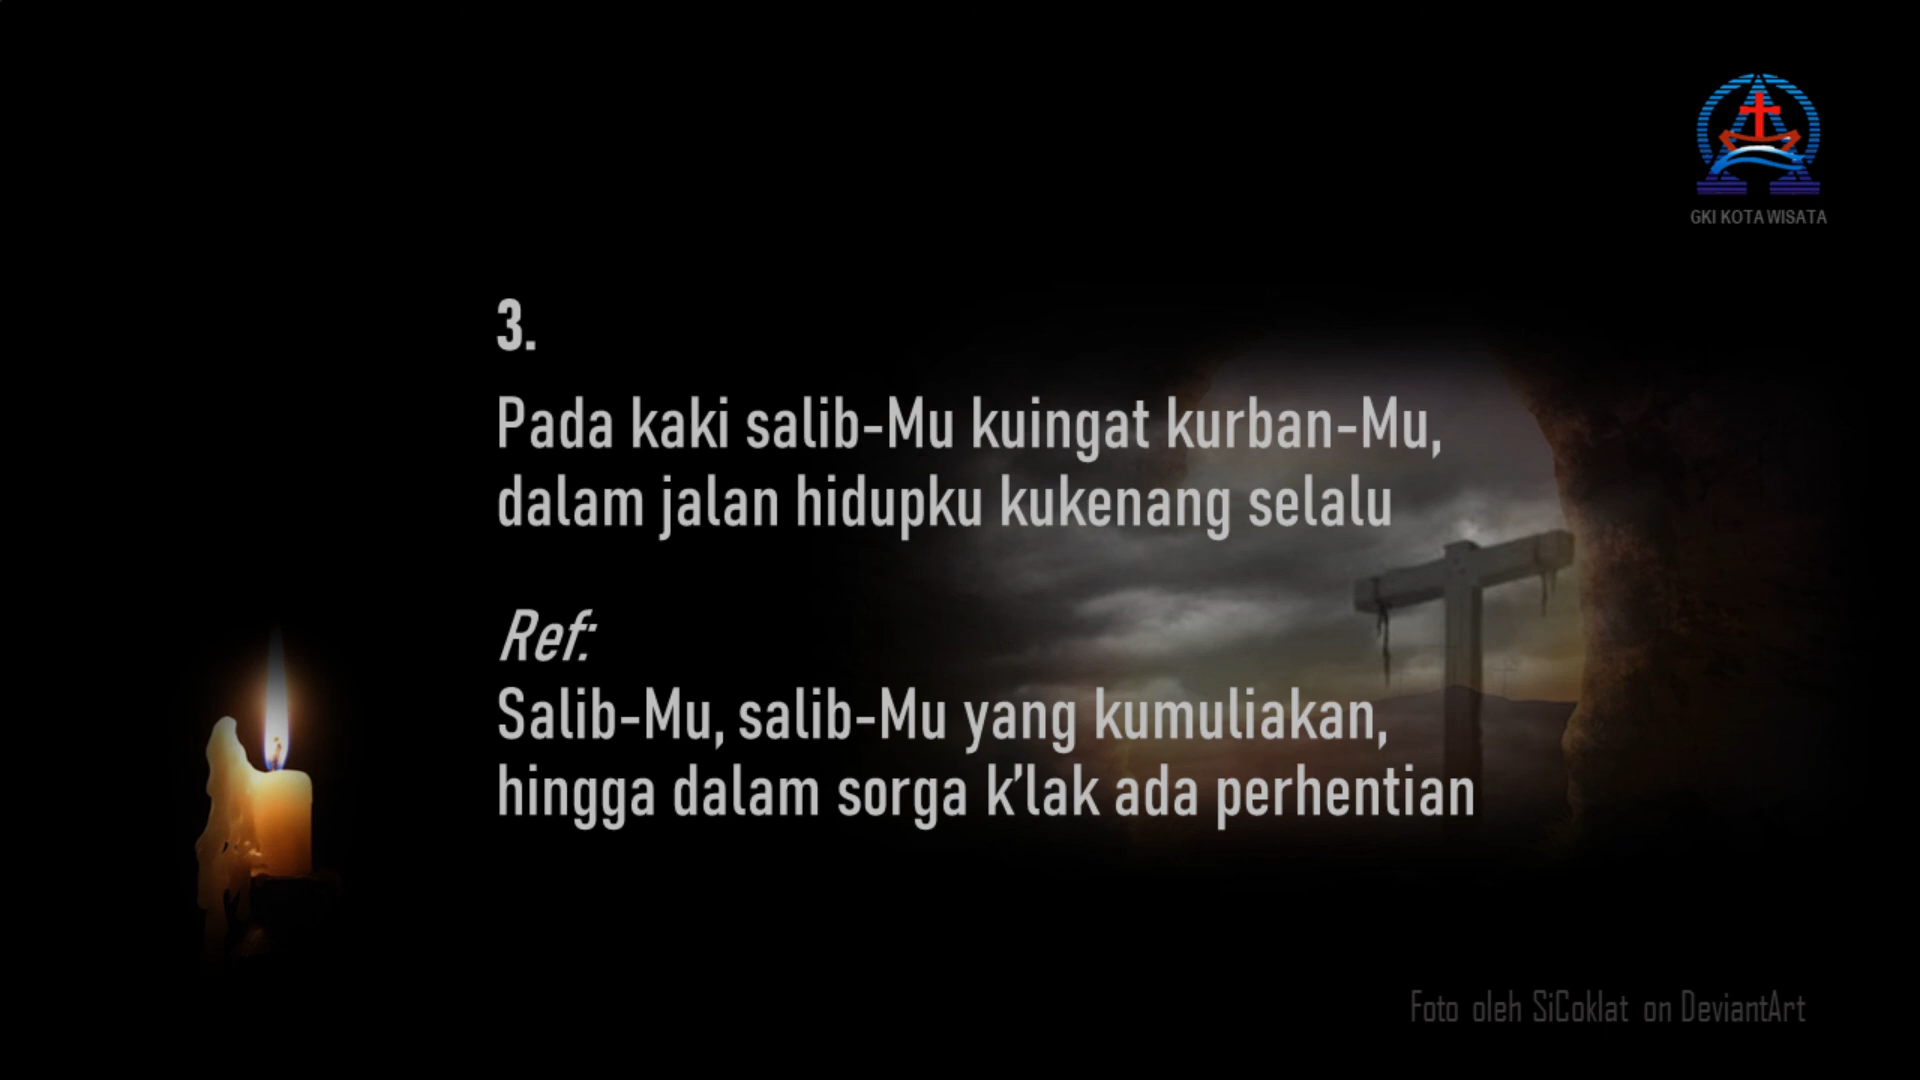 GKI KOTA WISATA
3.
Pada kaki salib-Mu kuingat kurban-Mu,
dalam jalan hidupku kukenang selalu
Ref:
Salib-Mu, salib-Mu yang kumuliakan,
hingga dalam sorga k’lak ada perhentian
Foto oleh SiCoklat on DeviantArt